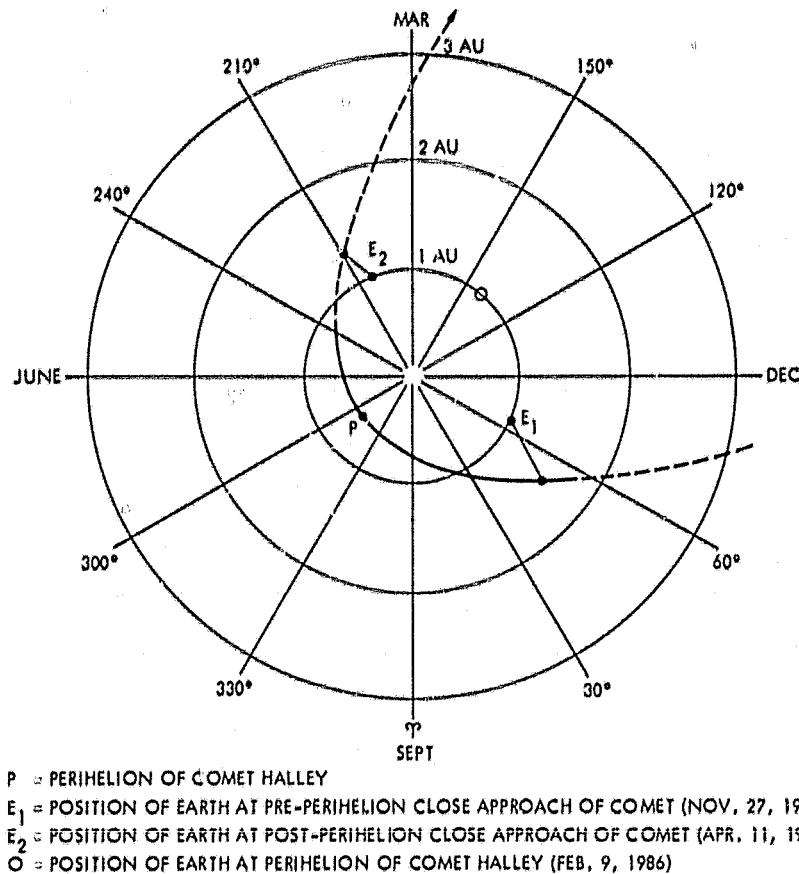 MAR
3 AU
210°
150°
2 AU
240°
120°
E2
1 AU
JUNE
DEC
P
E1
300°
60°
330°
30°
♈
SEPT
P = PERIHELION OF COMET HALLEY
E1 = POSITION OF EARTH AT PRE-PERIHELION CLOSE APPROACH OF COMET (NOV. 27, 19
E2 = POSITION OF EARTH AT POST-PERIHELION CLOSE APPROACH OF COMET (APR. 11, 19
O = POSITION OF EARTH AT PERIHELION OF COMET HALLEY (FEB. 9, 1986)